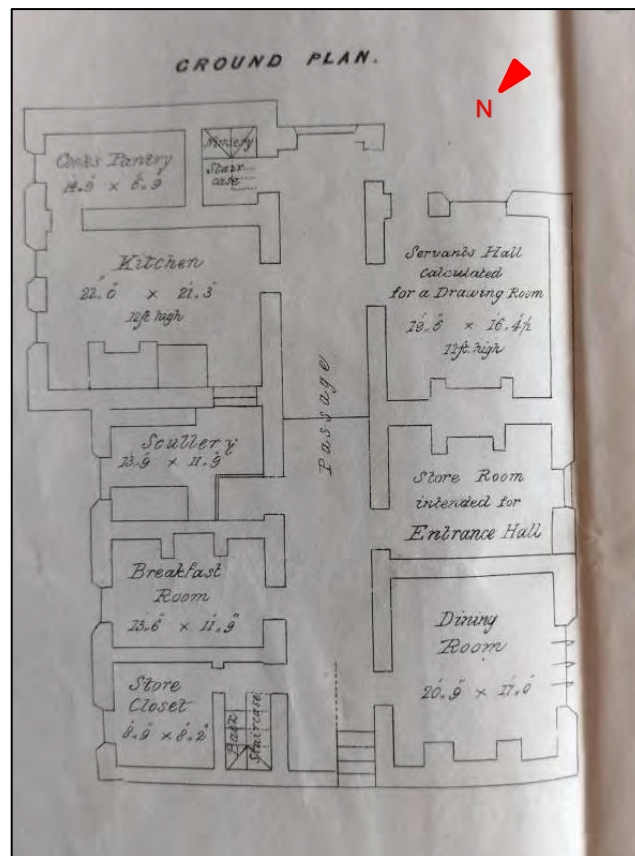 GROUND PLAN.
N
Cooks Pantry
14.9 × 6.9
Nursery
Stair
case
Kitchen
22.0 × 21.3
12ft high
Servants Hall
calculated
for a Drawing Room
19.6 × 16.4½
12ft. high
Passage
Scullery
13.9 × 11.9
Store Room
intended for
Entrance Hall
Breakfast
Room
13.6 × 11.9
Dining
Room
20.9 × 17.0
Store
Closet
8.2
Back
Staircase